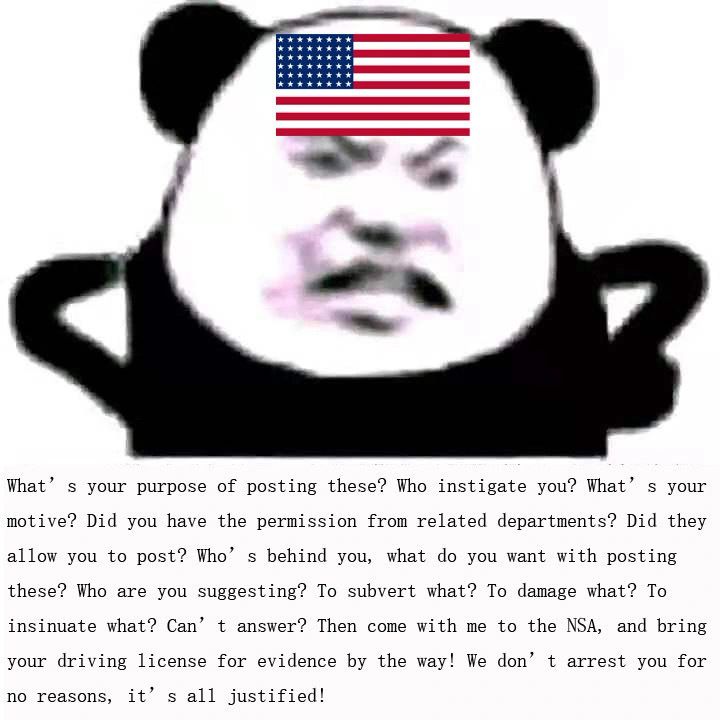 What’s your purpose of posting these? Who instigate you? What’s your
motive? Did you have the permission from related departments? Did they
allow you to post? Who’s behind you, what do you want with posting
these? Who are you suggesting? To subvert what? To damage what? To
insinuate what? Can’t answer? Then come with me to the NSA, and bring
your driving license for evidence by the way! We don’t arrest you for
no reasons, it’s all justified!